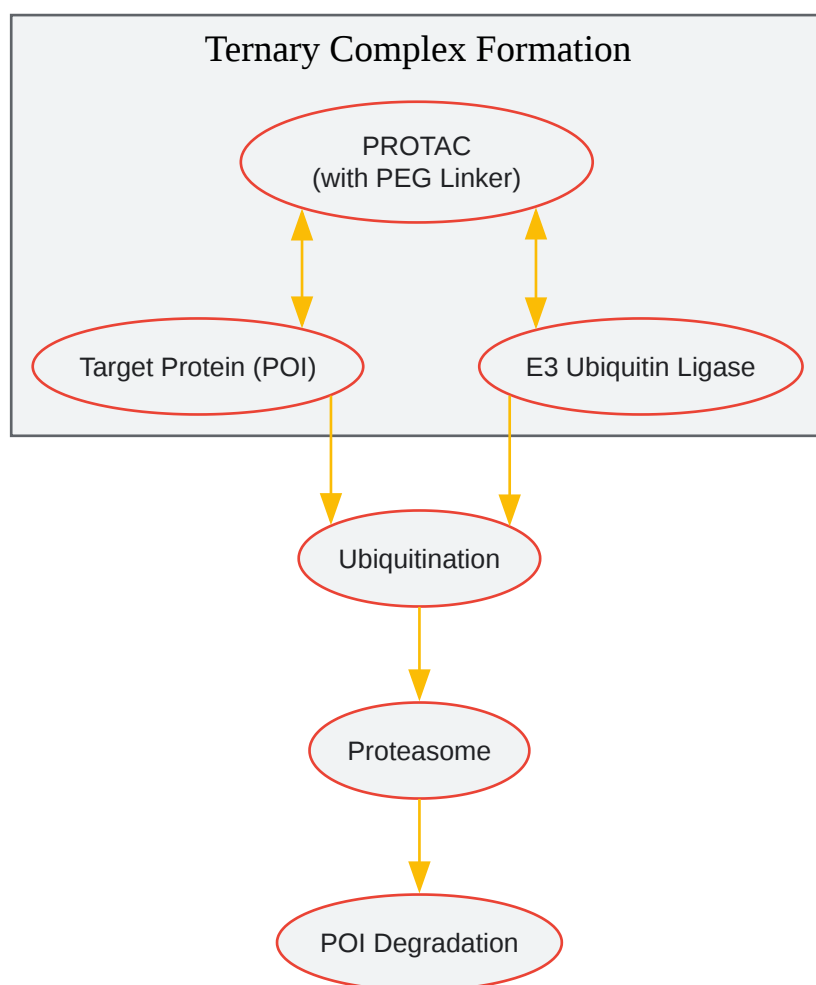 Ternary Complex Formation
PROTAC
(with PEG Linker)
Target Protein (POI)
E3 Ubiquitin Ligase
Ubiquitination
Proteasome
POI Degradation